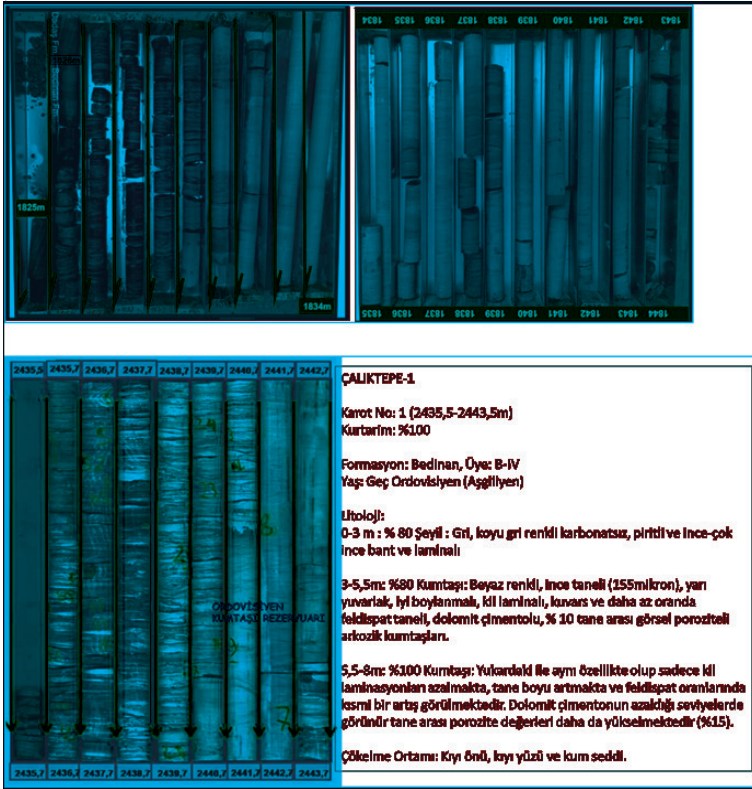 1834 1835 1836 1837 1838 1839 1840 1841 1842 1843
1825m
1834m
1835 1836 1837 1838 1839 1840 1841 1842 1843 1844
2435,5 2435,7 2436,7 2437,7 2438,7 2439,7 2440,7 2441,7 2442,7
ORDOVİSİYEN
KUMTAŞI REZERVUARI
2435,7 2436,7 2437,7 2438,7 2439,7 2440,7 2441,7 2442,7 2443,7
ÇALIKTEPE-1
Karot No: 1 (2435,5-2443,5m)
Kurtarim: %100
Formasyon: Bedinan, Üye: B-IV
Yaş: Geç Ordovisiyen (Aşgiliyen)
Litoloji:
0-3 m : % 80 Şeyil : Gri, koyu gri renkli karbonatsız, piritli ve ince-çok
ince bant ve laminalı
3-5,5m: %80 Kumtaşı: Beyaz renkli, ince taneli (155mikron), yarı
yuvarlak, iyi boylanmalı, kil laminalı, kuvars ve daha az oranda
feldispat taneli, dolomit çimentolu, % 10 tane arası görsel poroziteli
arkozik kumtaşları.
5,5-8m: %100 Kumtaşı: Yukardaki ile aynı özellikte olup sadece kil
laminasyonları azalmakta, tane boyu artmakta ve feldispat oranlarında
kısmi bir artış görülmektedir. Dolomit çimentonun azaldığı seviyelerde
görünür tane arası porozite değerleri daha da yükselmektedir (%15).
Çökelme Ortamı: Kıyı önü, kıyı yüzü ve kum seddi.